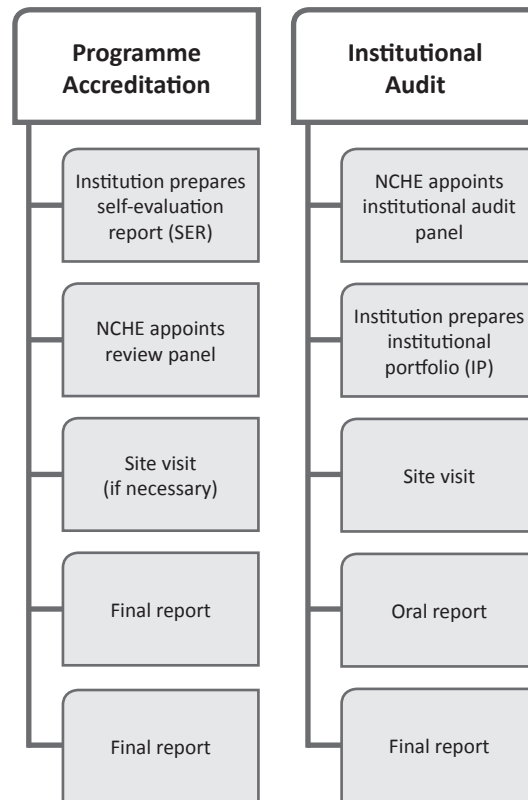 Programme
Accreditation
Institution prepares
self-evaluation
report (SER)
NCHE appoints
review panel
Site visit
(if necessary)
Final report
Final report
Institutional
Audit
NCHE appoints
institutional audit
panel
Institution prepares
institutional
portfolio (IP)
Site visit
Oral report
Final report